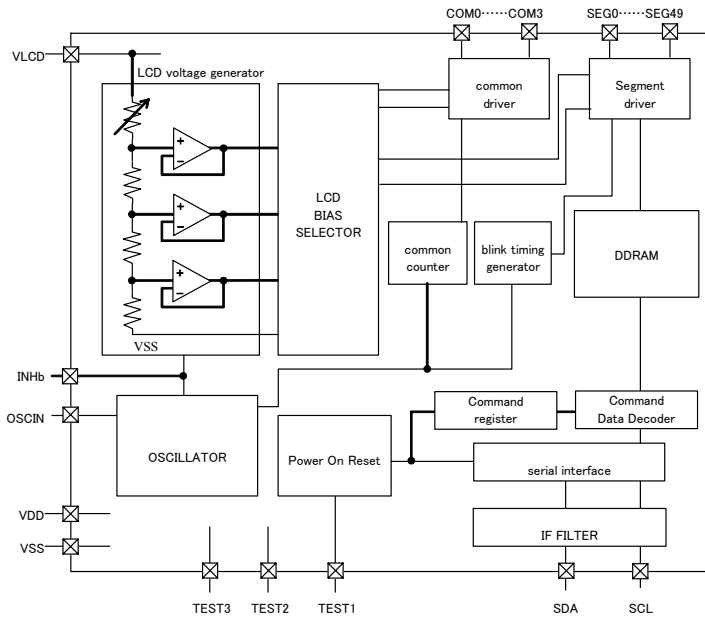 COM0……COM3
SEG0……SEG49
VLCD
LCD voltage generator
common
driver
Segment
driver
+
−
+
−
+
−
LCD
BIAS
SELECTOR
common
counter
blink timing
generator
DDRAM
VSS
INHb
OSCIN
OSCILLATOR
Power On Reset
Command
register
Command
Data Decoder
serial interface
IF FILTER
VDD
VSS
TEST3
TEST2
TEST1
SDA
SCL